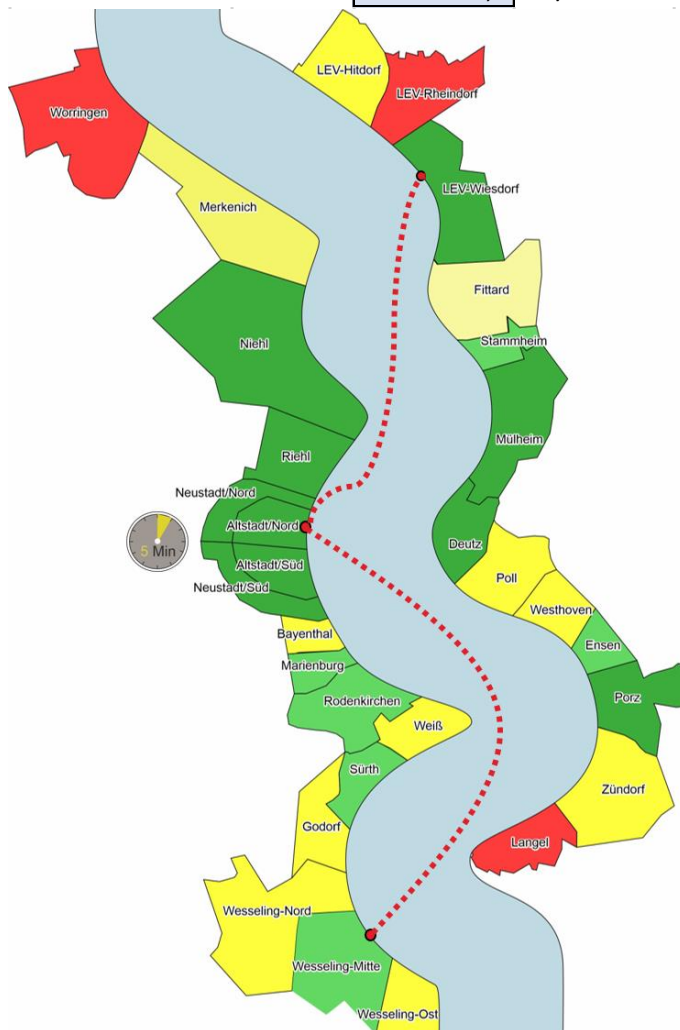 LEV-Hitdorf
LEV-Rheindorf
Worringen
LEV-Wiesdorf
Merkenich
Fittard
Stammheim
Niehl
Mülheim
Riehl
Neustadt/Nord
Altstadt/Nord
5 Min
Deutz
Altstadt/Süd
Poll
Neustadt/Süd
Westhoven
Bayenthal
Ensen
Marienburg
Rodenkirchen
Porz
Weiß
Sürth
Zündorf
Godorf
Langel
Wesseling-Nord
Wesseling-Mitte
Wesseling-Ost